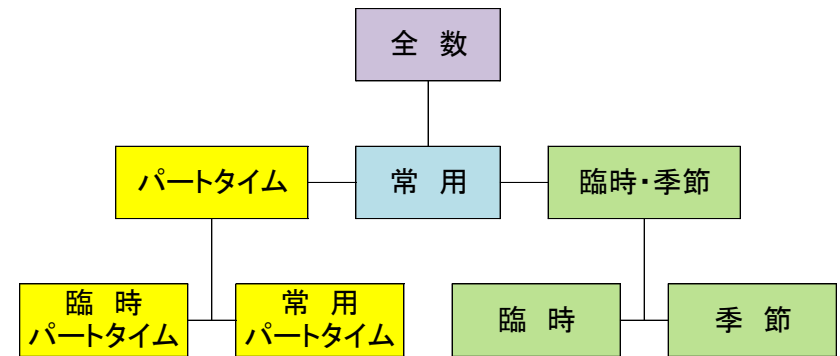 全 数
パートタイム
常 用
臨時・季節
臨 時
パートタイム
常 用
パートタイム
臨 時
季 節